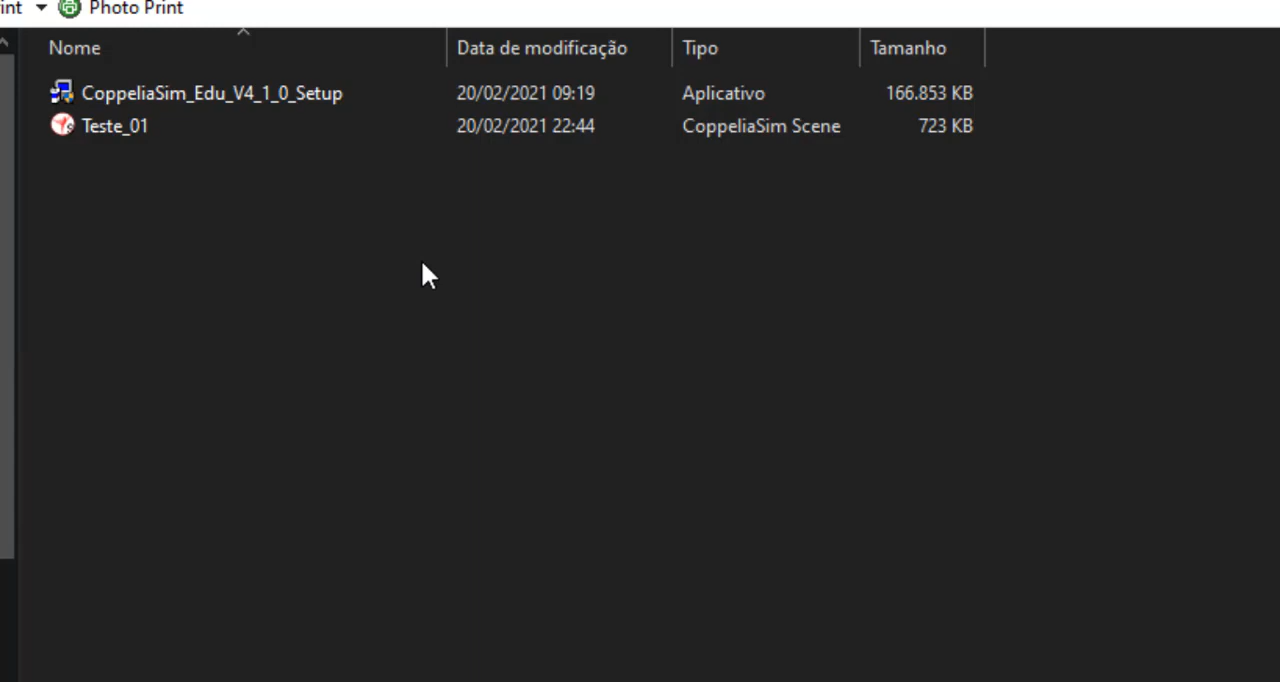 int Photo Print
Nome Data de modificação Tipo Tamanho
CoppeliaSim_Edu_V4_1_0_Setup 20/02/2021 09:19 Aplicativo 166.853 KB
Teste_01 20/02/2021 22:44 CoppeliaSim Scene 723 KB